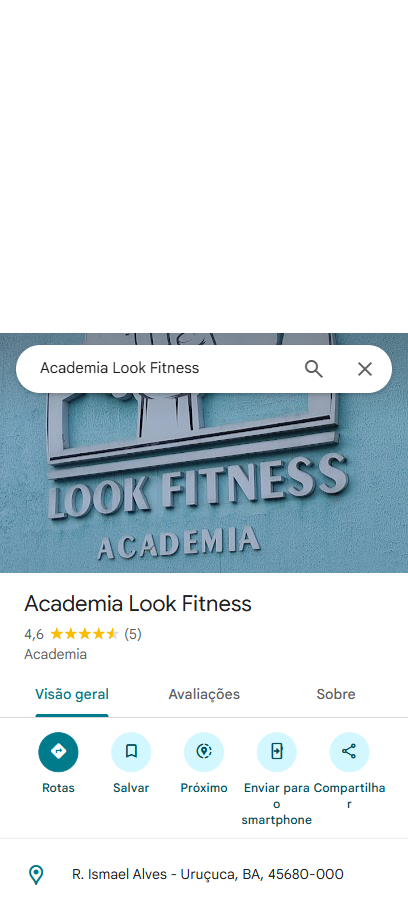 Academia Look Fitness
LOOK FITNESS
ACADEMIA
Academia Look Fitness
4,6 (5)
Academia
Visão geral Avaliações Sobre
Rotas Salvar Próximo Enviar para o smartphone Compartilhar
R. Ismael Alves - Uruçuca, BA, 45680-000